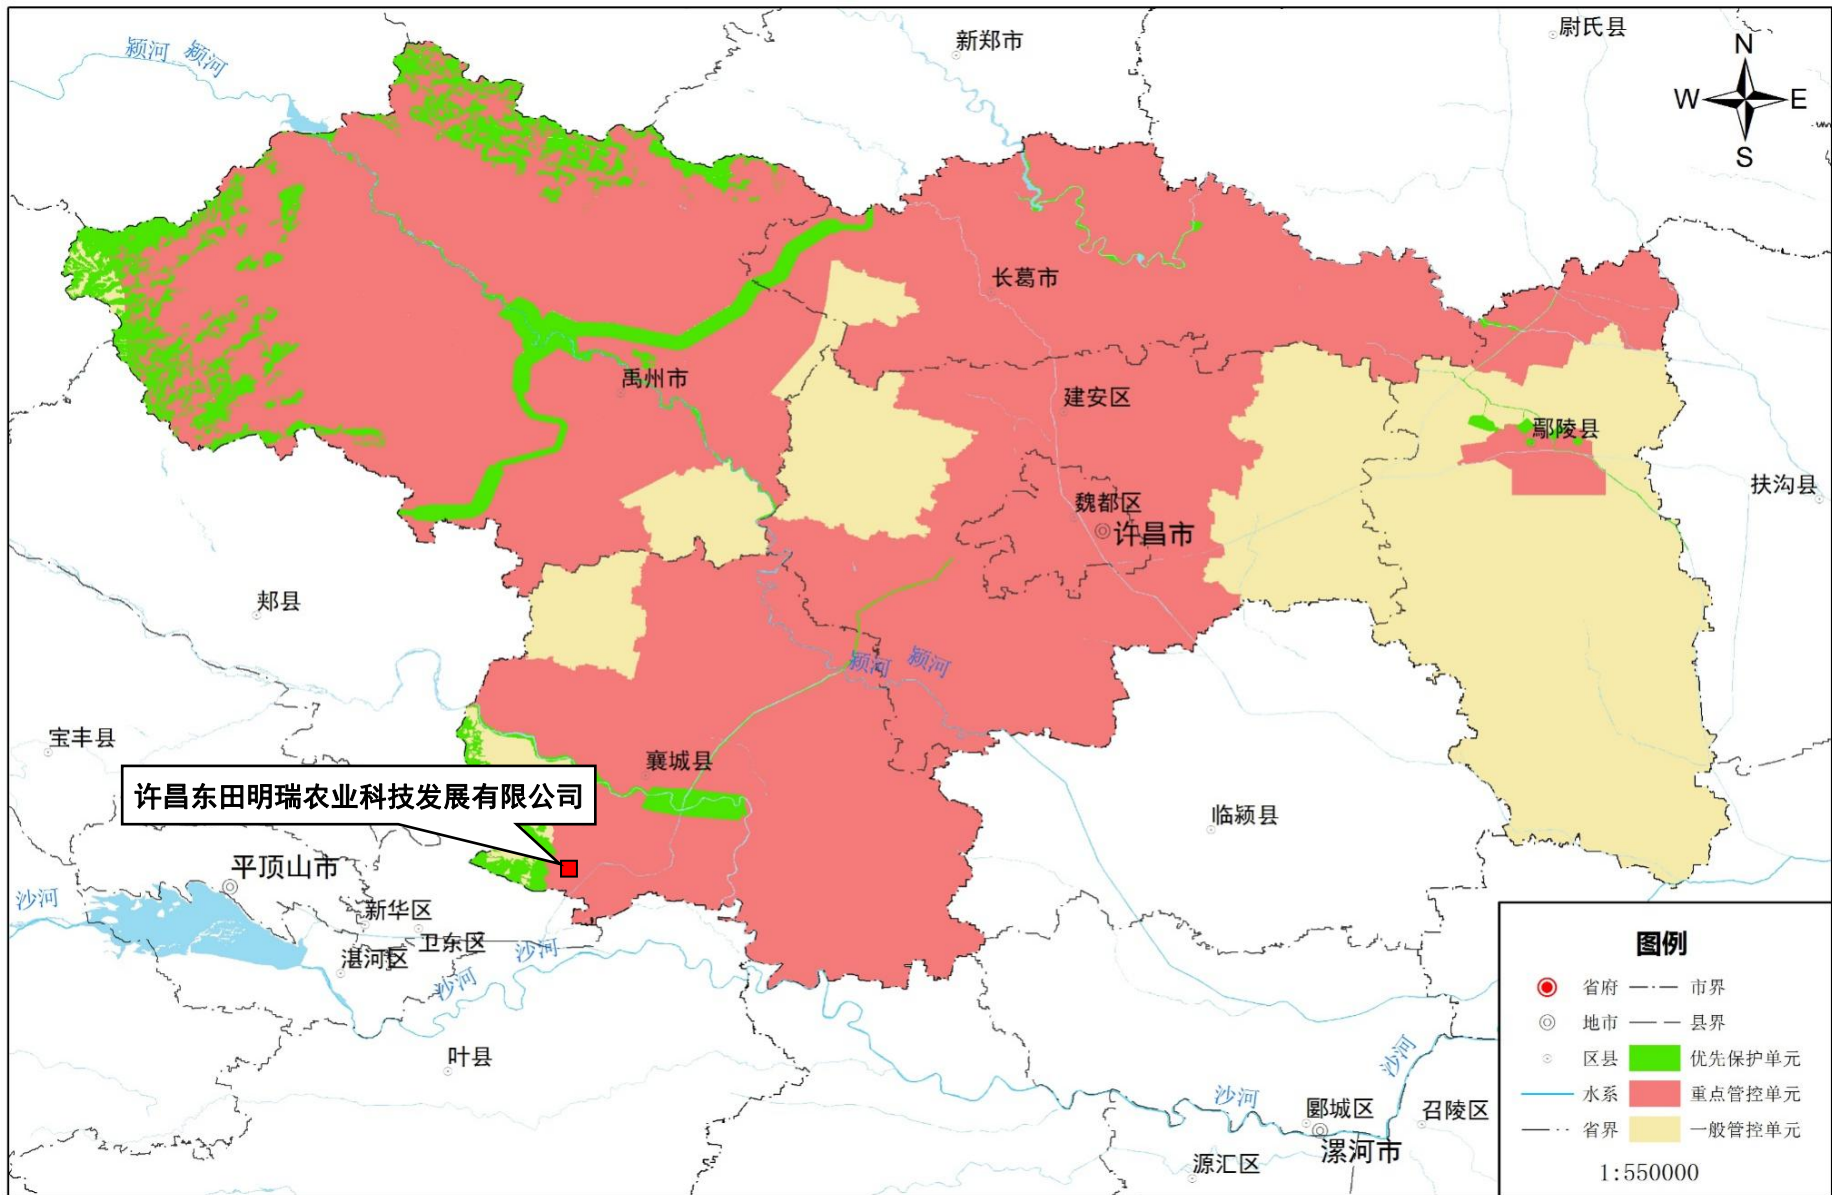 尉氏县
新郑市
颍河
颍河
N
W
E
S
长葛市
禹州市
建安区
鄢陵县
扶沟县
魏都区
许昌市
郏县
颍河
颍河
宝丰县
襄城县
许昌东田明瑞农业科技发展有限公司
临颍县
平顶山市
沙河
新华区
卫东区
湛河区
沙河
沙河
叶县
沙河
沙河
郾城区
召陵区
漯河市
源汇区
图例
省府
市界
地市
县界
区县
优先保护单元
水系
重点管控单元
省界
一般管控单元
1:550000